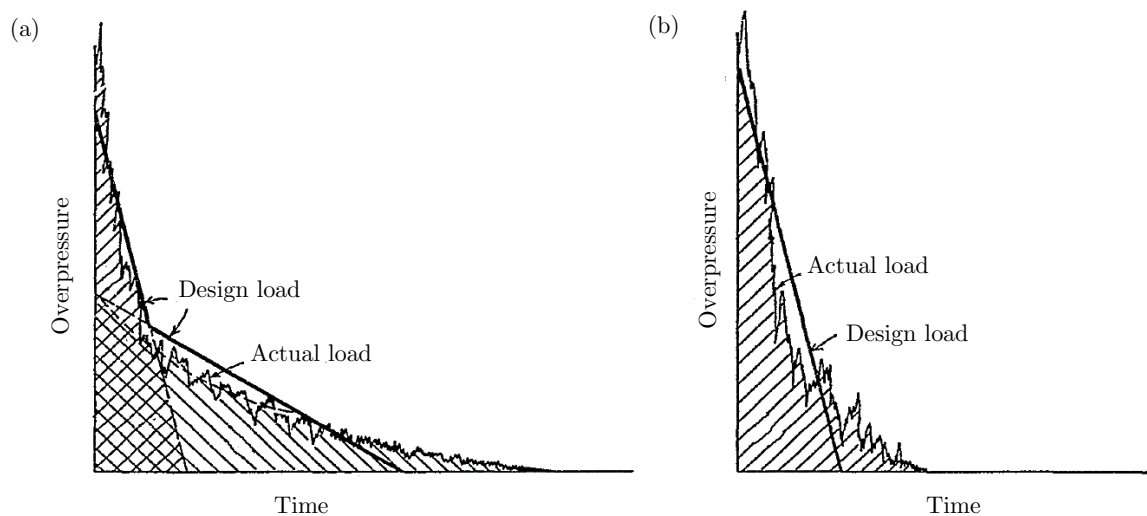 (a)
Overpressure
Design load
Actual load
Time
(b)
Overpressure
Actual load
Design load
Time